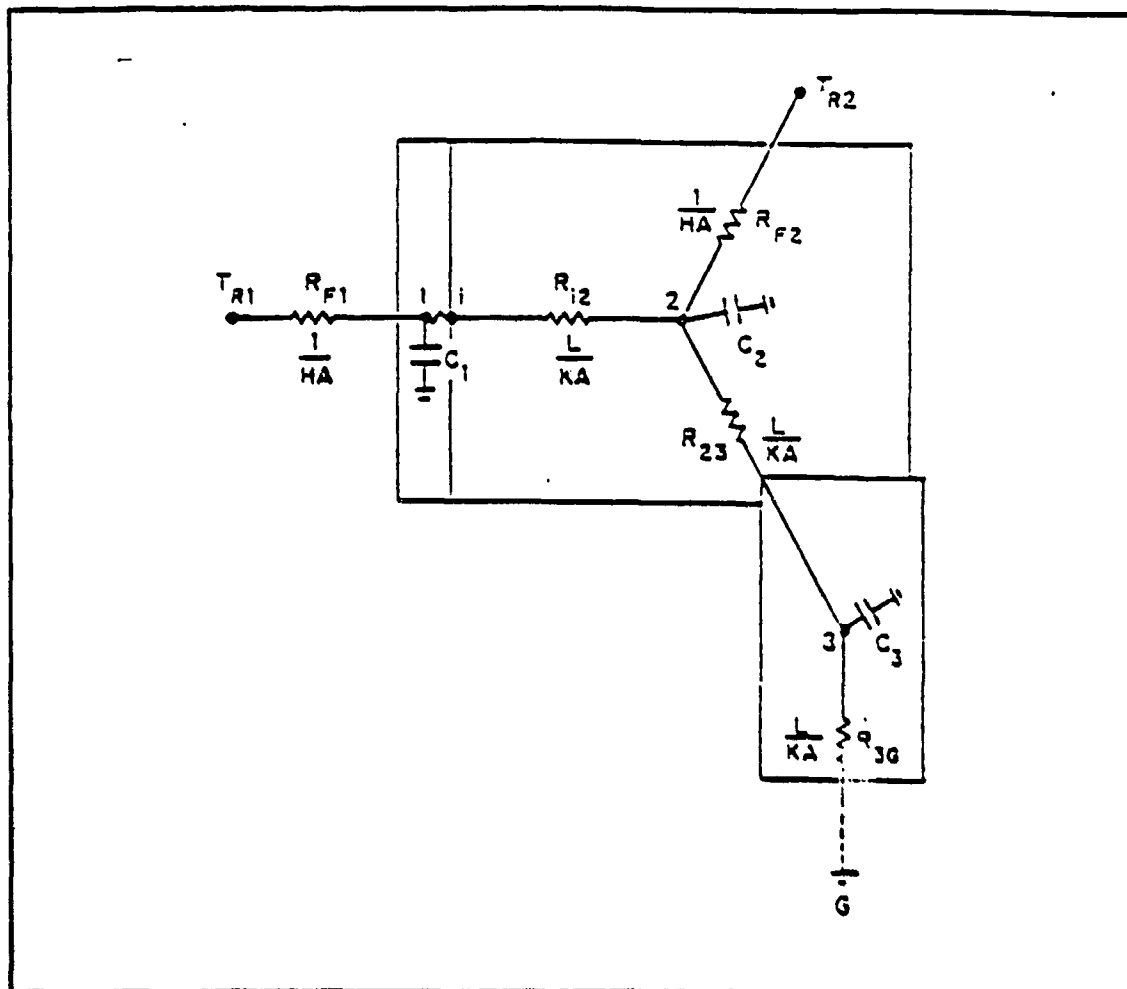 T_R2
1/HA R_F2
T_R1 R_F1 1 i R_i2 2
1/HA C_1 L/KA C_2
R_23 L/KA
3 C_3
L/KA R_3G
G